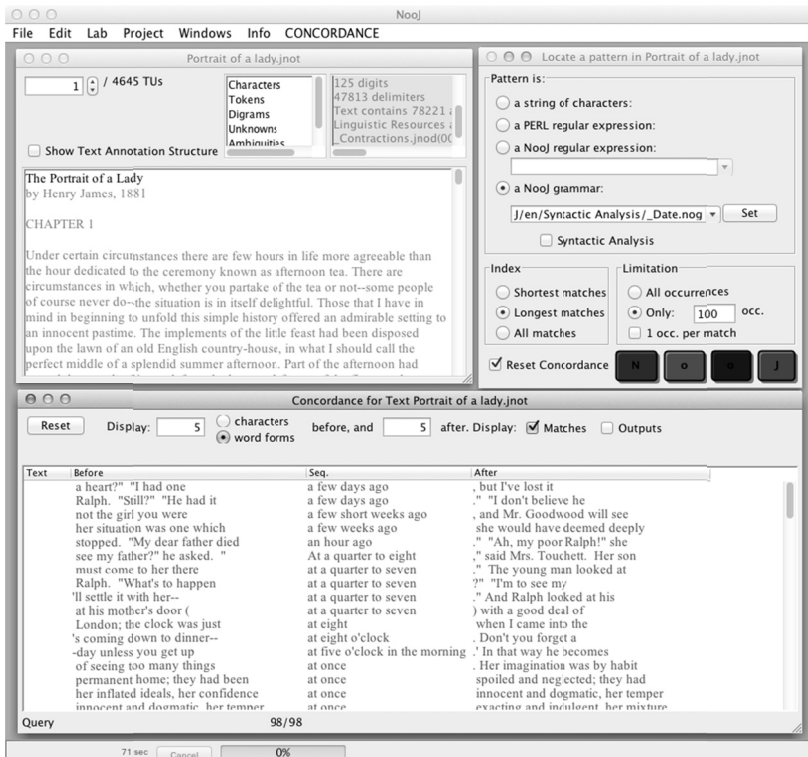 NooJ
File Edit Lab Project Windows Info CONCORDANCE
Portrait of a lady.jnot
1 / 4645 TUs
Characters
Tokens
Digrams
Unknowns
Ambiguities
125 digits
47813 delimiters
Text contains 78221
Linguistic Resources
_Contractions.jnod(0
Show Text Annotation Structure
The Portrait of a Lady
by Henry James, 1881
CHAPTER 1
Under certain circumstances there are few hours in life more agreeable than
the hour dedicated to the ceremony known as afternoon tea. There are
circumstances in which, whether you partake of the tea or not--some people
of course never do--the situation is in itself delightful. Those that I have in
mind in beginning to unfold this simple history offered an admirable setting to
an innocent pastime. The implements of the little feast had been disposed
upon the lawn of an old English country-house, in what I should call the
perfect middle of a splendid summer afternoon. Part of the afternoon had
Locate a pattern in Portrait of a lady.jnot
Pattern is:
a string of characters:
a PERL regular expression:
a NooJ regular expression:
a NooJ grammar:
J/en/Syntactic Analysis/_Date.nog Set
Syntactic Analysis
Index
Shortest matches
Longest matches
All matches
Limitation
All occurrences
Only: 100 occ.
1 occ. per match
Reset Concordance N o o J
Concordance for Text Portrait of a lady.jnot
Reset Display: 5 characters word forms before, and 5 after. Display: Matches Outputs
Text Before Seq. After
a heart?" "I had one a few days ago , but I've lost it
Ralph. "Still?" "He had it a few days ago ." "I don't believe he
not the girl you were a few short weeks ago , and Mr. Goodwood will see
her situation was one which a few weeks ago she would have deemed deeply
stopped. "My dear father died an hour ago ." "Ah, my poor Ralph!" she
see my father?" he asked. " At a quarter to eight ," said Mrs. Touchett. Her son
must come to her there at a quarter to seven ." The young man looked at
Ralph. "What's to happen at a quarter to seven ?" "I'm to see my
'll settle it with her-- at a quarter to seven ." And Ralph looked at his
at his mother's door ( at a quarter to seven ) with a good deal of
London; the clock was just at eight when I came into the
's coming down to dinner-- at eight o'clock . Don't you forget a
-day unless you get up at five o'clock in the morning .' In that way he becomes
of seeing too many things at once . Her imagination was by habit
permanent home; they had been at once spoiled and neglected; they had
her inflated ideals, her confidence at once innocent and dogmatic, her temper
innocent and dogmatic, her temper at once exacting and indulgent, her mixture
Query 98/98
71 sec Cancel 0%